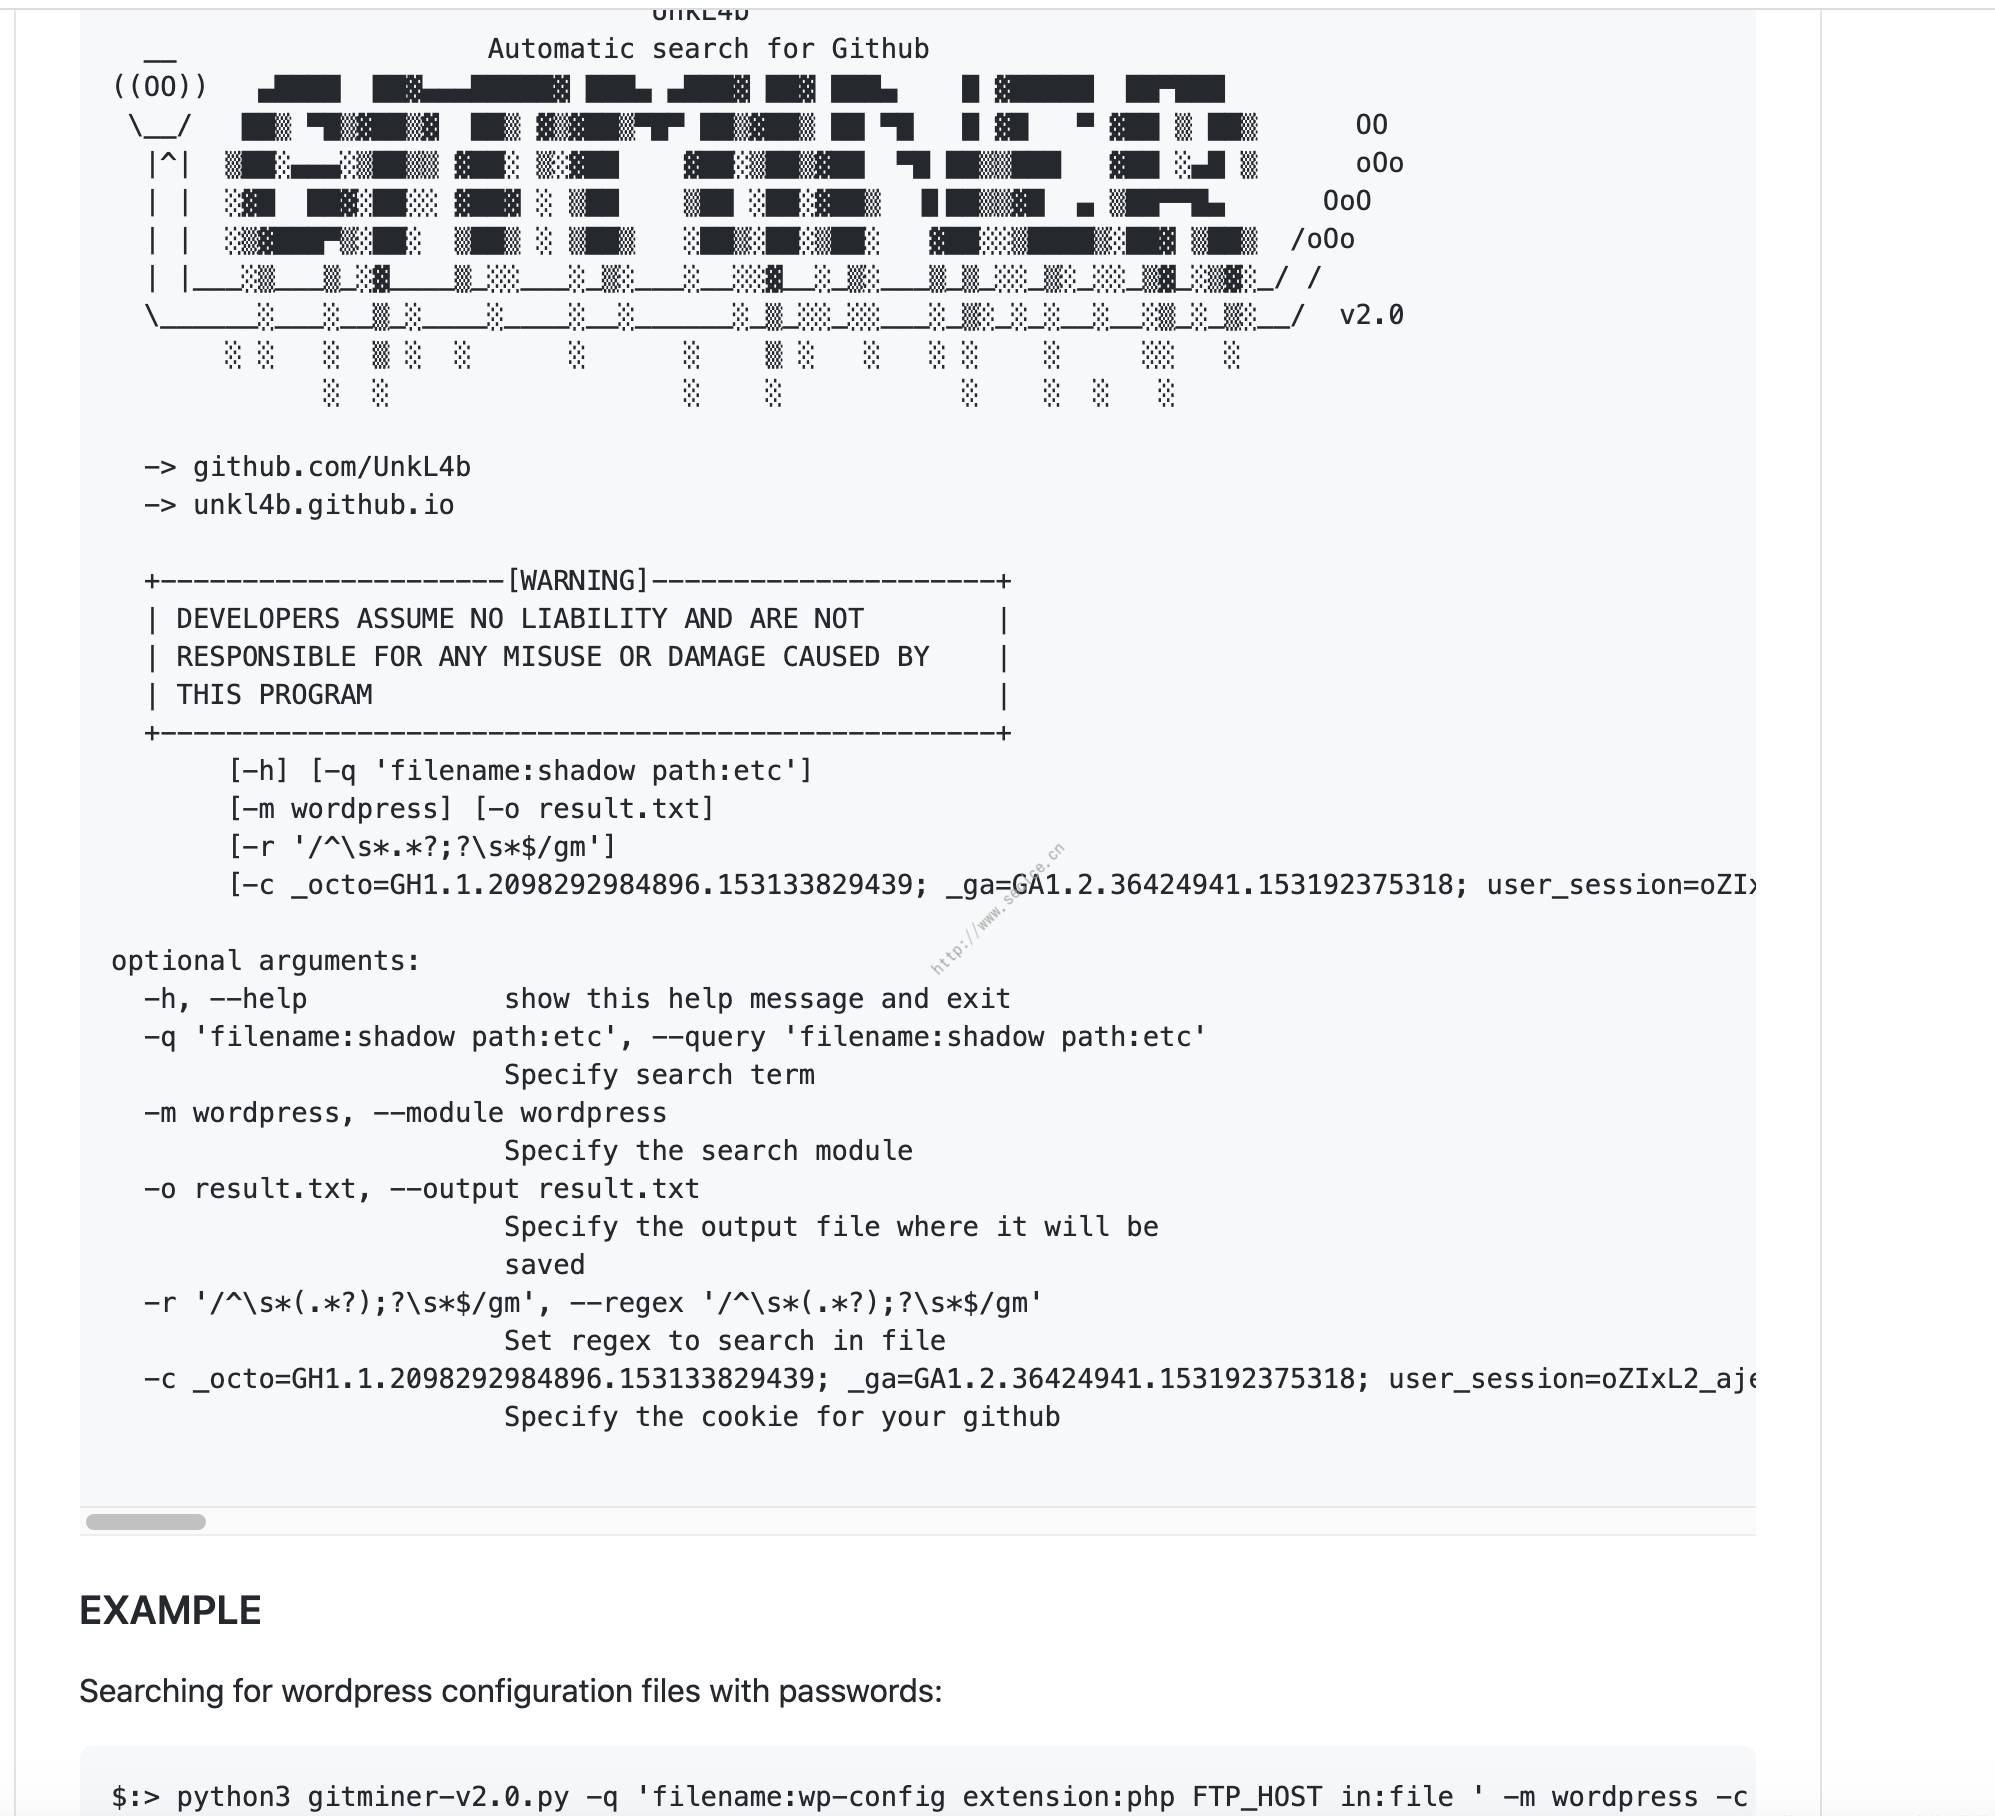 UnkL4b
Automatic search for Github
((OO))
\__/ OO
|^| oOo
| | OoO
| | /oOo
| |
v2.0
-> github.com/UnkL4b
-> unkl4b.github.io
+---------------------[WARNING]---------------------+
| DEVELOPERS ASSUME NO LIABILITY AND ARE NOT |
| RESPONSIBLE FOR ANY MISUSE OR DAMAGE CAUSED BY |
| THIS PROGRAM |
+---------------------------------------------------+
[-h] [-q 'filename:shadow path:etc']
[-m wordpress] [-o result.txt]
[-r '/^\s*.*?;?\s*$/gm']
[-c _octo=GH1.1.2098292984896.153133829439; _ga=GA1.2.36424941.153192375318; user_session=oZIx
optional arguments:
-h, --help show this help message and exit
-q 'filename:shadow path:etc', --query 'filename:shadow path:etc'
Specify search term
-m wordpress, --module wordpress
Specify the search module
-o result.txt, --output result.txt
Specify the output file where it will be
saved
-r '/^\s*(.*?);?\s*$/gm', --regex '/^\s*(.*?);?\s*$/gm'
Set regex to search in file
-c _octo=GH1.1.2098292984896.153133829439; _ga=GA1.2.36424941.153192375318; user_session=oZIxL2_aje
Specify the cookie for your github
EXAMPLE
Searching for wordpress configuration files with passwords:
$:> python3 gitminer-v2.0.py -q 'filename:wp-config extension:php FTP_HOST in:file ' -m wordpress -c